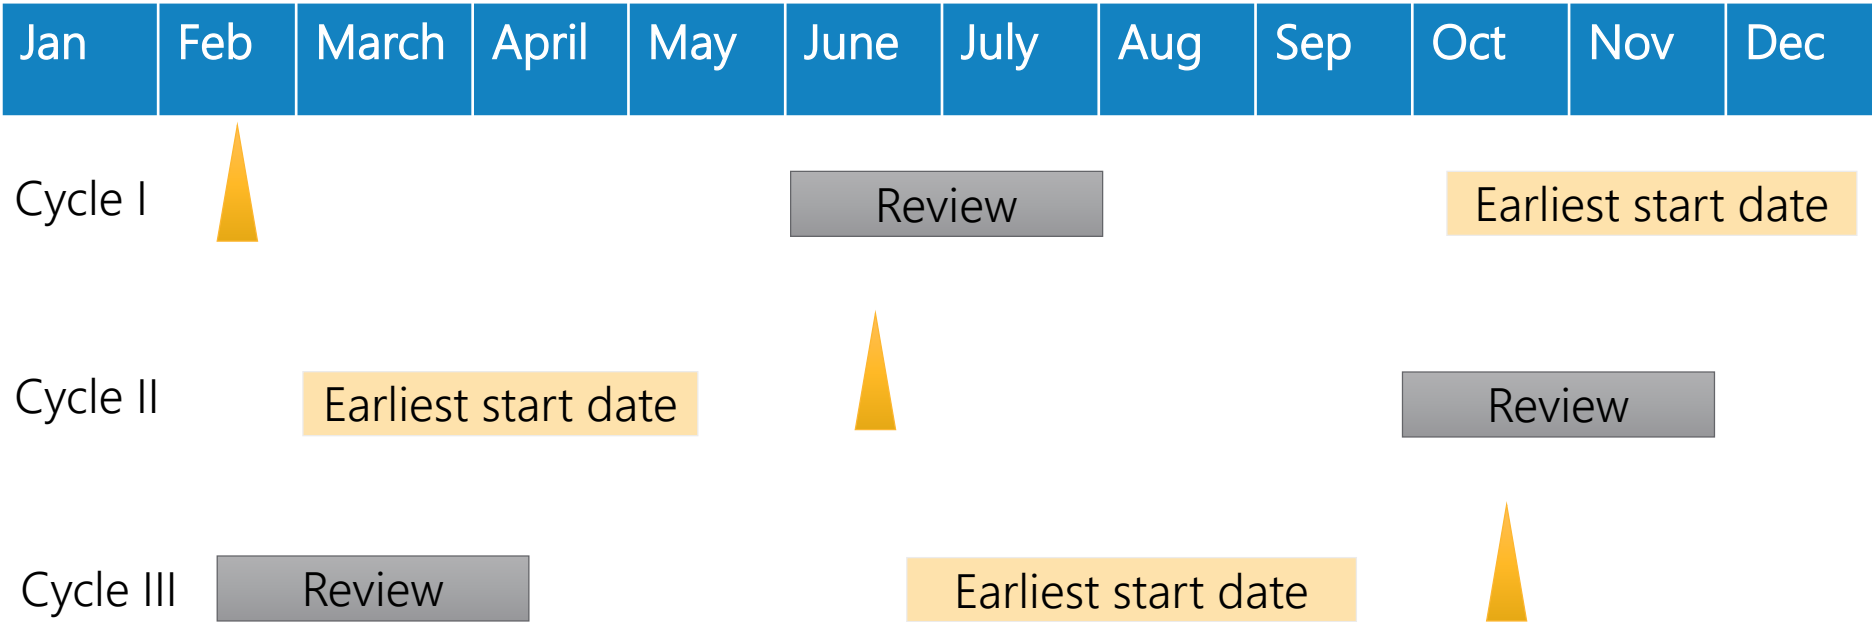 Jan Feb March April May June July Aug Sep Oct Nov Dec
Cycle I Review Earliest start date
Cycle II Earliest start date Review
Cycle III Review Earliest start date